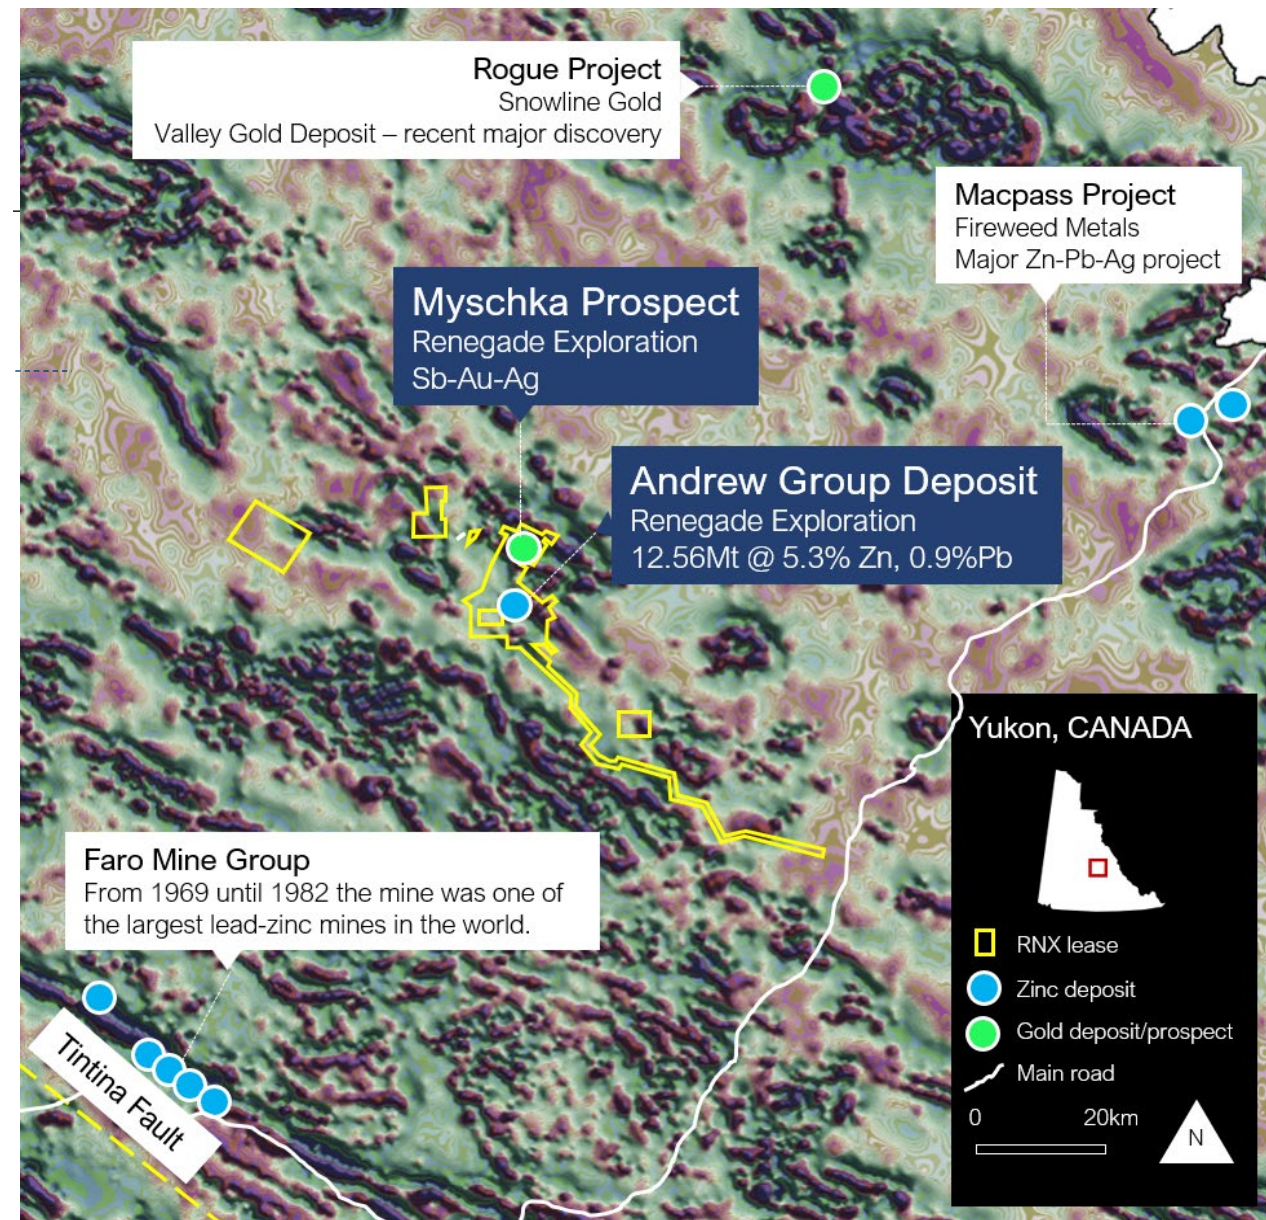 Rogue Project
Snowline Gold
Valley Gold Deposit – recent major discovery
Macpass Project
Fireweed Metals
Major Zn-Pb-Ag project
Myschka Prospect
Renegade Exploration
Sb-Au-Ag
Andrew Group Deposit
Renegade Exploration
12.56Mt @ 5.3% Zn, 0.9%Pb
Faro Mine Group
From 1969 until 1982 the mine was one of
the largest lead-zinc mines in the world.
Tintina Fault
Yukon, CANADA
RNX lease
Zinc deposit
Gold deposit/prospect
Main road
0 20km
N